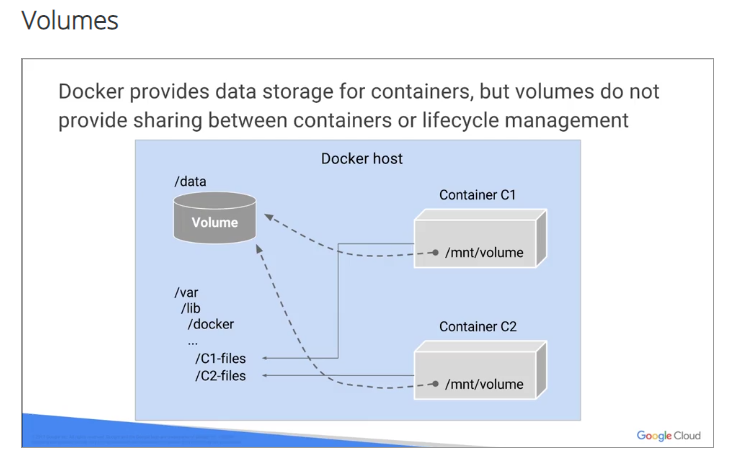 Volumes
Docker provides data storage for containers, but volumes do not
provide sharing between containers or lifecycle management
Docker host
/data
Volume
Container C1
/mnt/volume
/var
/lib
/docker
...
/C1-files
/C2-files
Container C2
/mnt/volume
Google Cloud